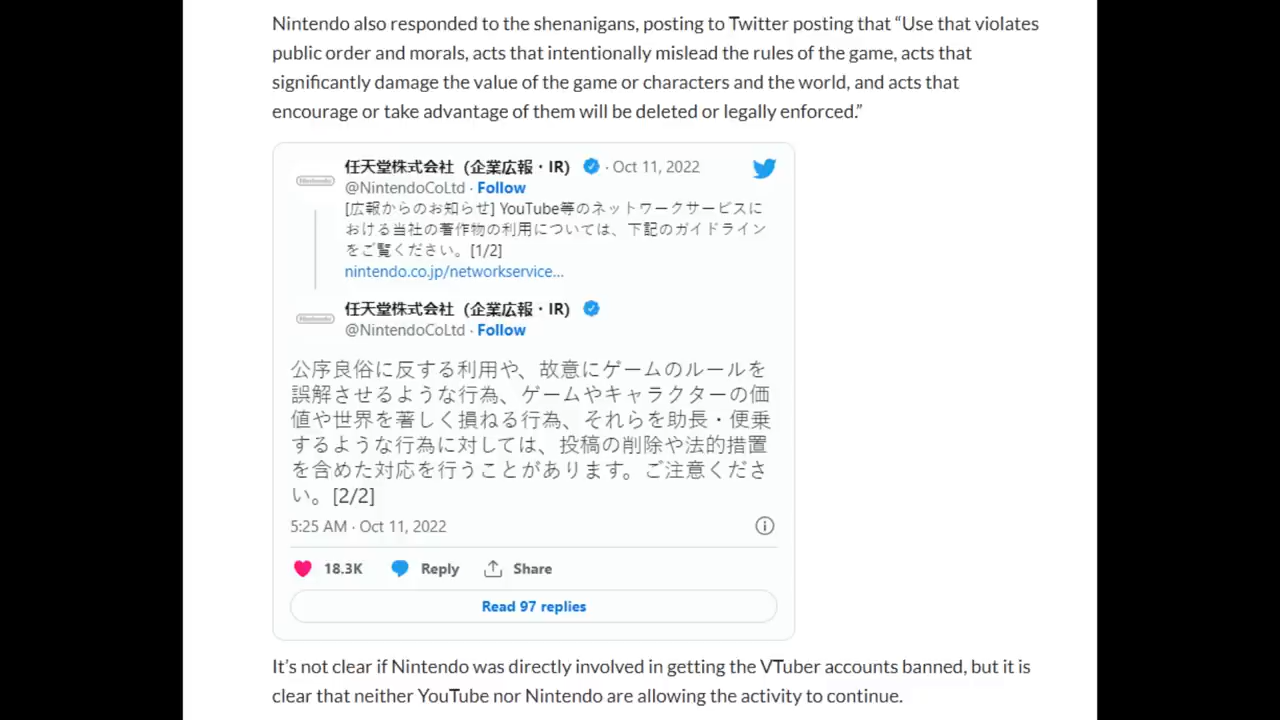 Nintendo also responded to the shenanigans, posting to Twitter posting that “Use that violates
public order and morals, acts that intentionally mislead the rules of the game, acts that
significantly damage the value of the game or characters and the world, and acts that
encourage or take advantage of them will be deleted or legally enforced.”
任天堂株式会社（企業広報・IR） · Oct 11, 2022
@NintendoCoLtd · Follow
[広報からのお知らせ] YouTube等のネットワークサービスに
おける当社の著作物の利用については、下記のガイドライン
をご覧ください。[1/2]
nintendo.co.jp/networkservice...
任天堂株式会社（企業広報・IR）
@NintendoCoLtd · Follow
公序良俗に反する利用や、故意にゲームのルールを
誤解させるような行為、ゲームやキャラクターの価
値や世界を著しく損ねる行為、それらを助長・便乗
するような行為に対しては、投稿の削除や法的措置
を含めた対応を行うことがあります。ご注意くださ
い。[2/2]
5:25 AM · Oct 11, 2022
18.3K Reply Share
Read 97 replies
It’s not clear if Nintendo was directly involved in getting the VTuber accounts banned, but it is
clear that neither YouTube nor Nintendo are allowing the activity to continue.